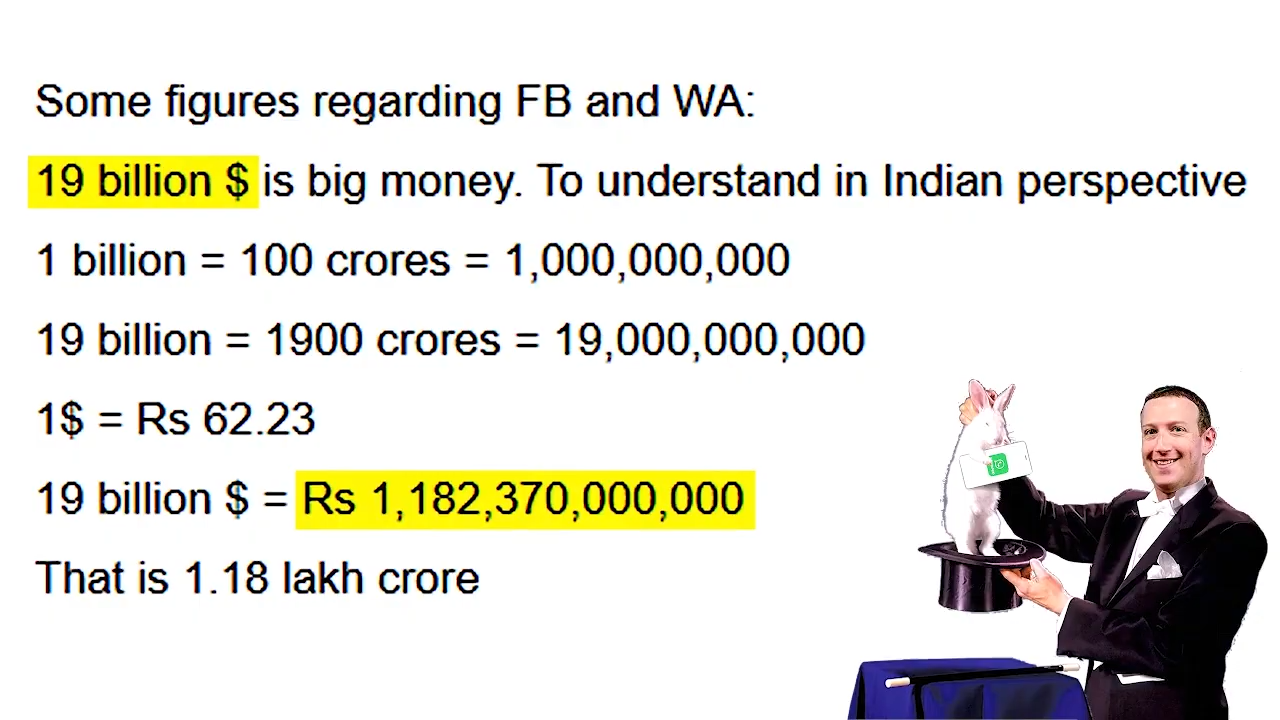 Some figures regarding FB and WA:
19 billion $ is big money. To understand in Indian perspective
1 billion = 100 crores = 1,000,000,000
19 billion = 1900 crores = 19,000,000,000
1$ = Rs 62.23
19 billion $ = Rs 1,182,370,000,000
That is 1.18 lakh crore